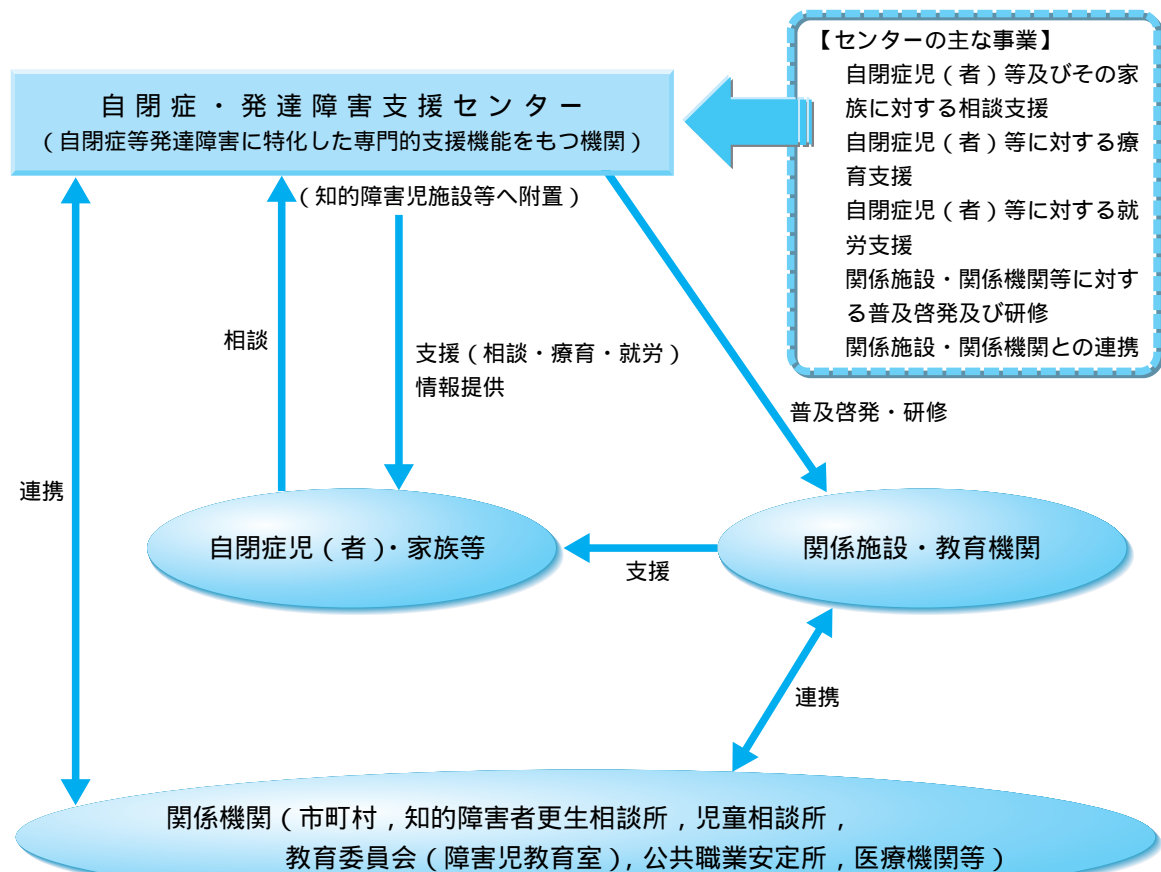 自閉症・発達障害支援センター
（自閉症等発達障害に特化した専門的支援機能をもつ機関）
【センターの主な事業】
自閉症児（者）等及びその家
族に対する相談支援
自閉症児（者）等に対する療
育支援
自閉症児（者）等に対する就
労支援
関係施設・関係機関等に対す
る普及啓発及び研修
関係施設・関係機関との連携
（知的障害児施設等へ附置）
相談
支援（相談・療育・就労）
情報提供
普及啓発・研修
連携
自閉症児（者）・家族等
支援
関係施設・教育機関
連携
関係機関（市町村，知的障害者更生相談所，児童相談所，
教育委員会（障害児教育室），公共職業安定所，医療機関等）